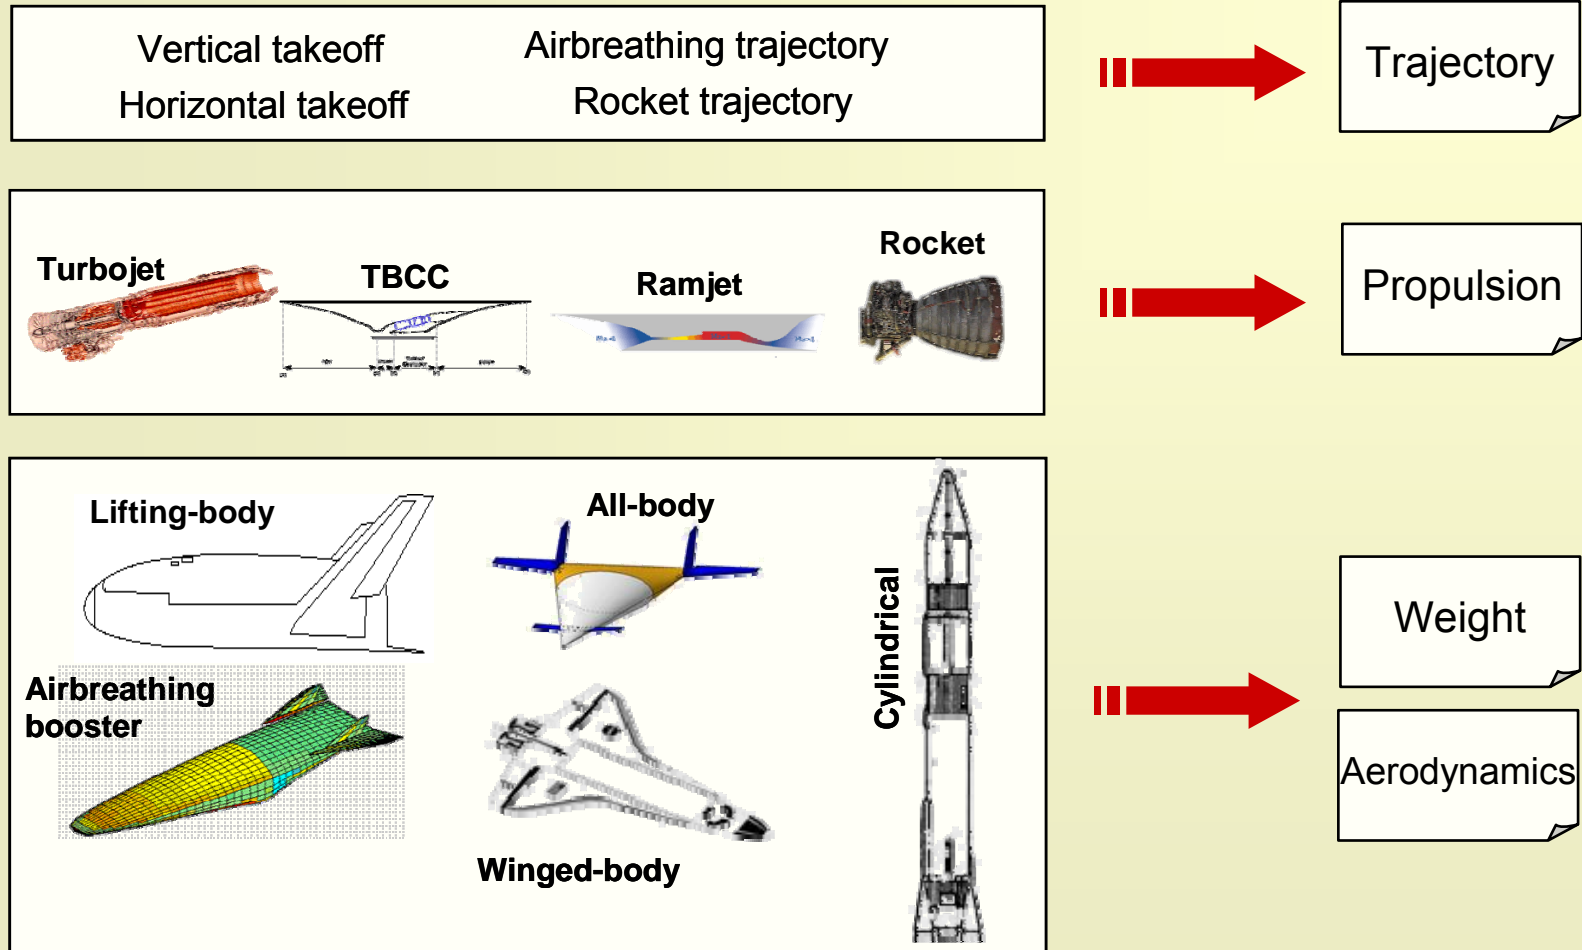 Vertical takeoff
Horizontal takeoff
Airbreathing trajectory
Rocket trajectory
Trajectory
Turbojet
TBCC
Ramjet
Rocket
Propulsion
Lifting-body
All-body
Cylindrical
Airbreathing
booster
Winged-body
Weight
Aerodynamics